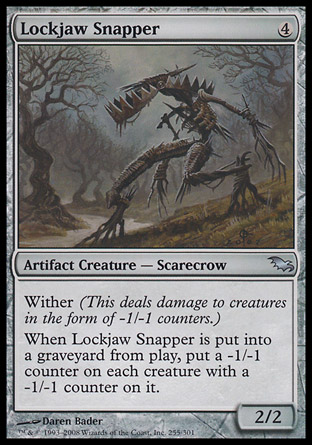 Lockjaw Snapper 4
Artifact Creature — Scarecrow
Wither (This deals damage to creatures
in the form of -1/-1 counters.)
When Lockjaw Snapper is put into
a graveyard from play, put a -1/-1
counter on each creature with a
-1/-1 counter on it.
Daren Bader
™ & © 1993-2008 Wizards of the Coast, Inc. 255/301
2/2